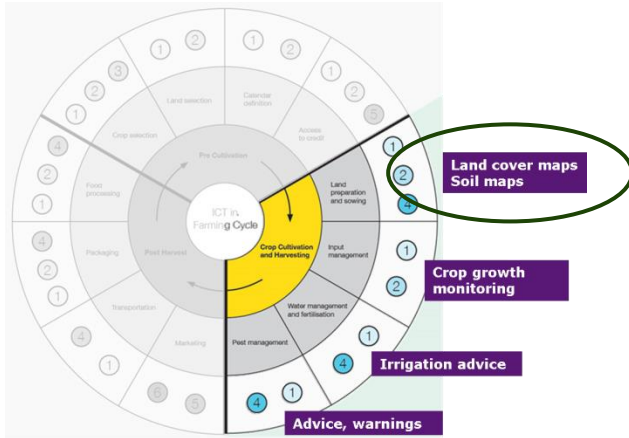 1 2
1 2
3
2
1
1
2
5
Land selection
Calendar definition
Crop selection
Access to credit
Pre Cultivation
4
2
1
Food processing
ICT in
Farming Cycle
Land
preparation
and sowing
1
2
4
Land cover maps
Soil maps
4
2
1
Packaging
Post Harvest
Crop Cultivation
and Harvesting
Input
management
1
2
Crop growth
monitoring
Transportation
4
1
Water management
and fertilisation
1
4
Irrigation advice
Marketing
5
Pest management
4 1
Advice, warnings